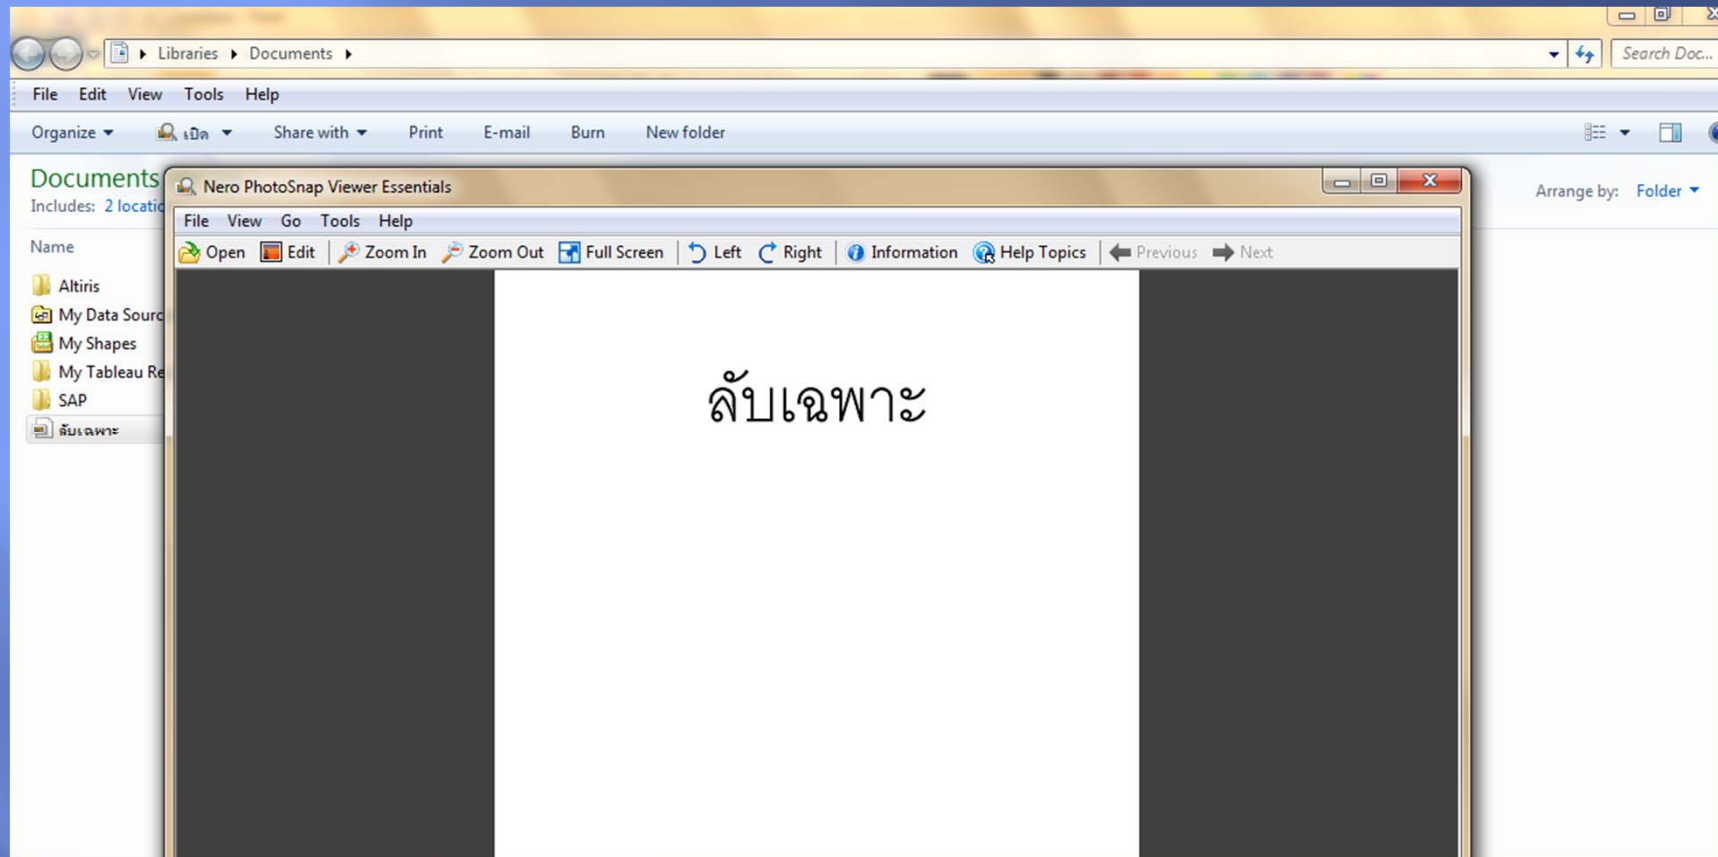 Libraries Documents
Search Doc...
File Edit View Tools Help
Organize เปิด Share with Print E-mail Burn New folder
Documents
Includes: 2 locatio
Arrange by: Folder
Name
Altiris
My Data Sourc
My Shapes
My Tableau Re
SAP
ลับเฉพาะ
Nero PhotoSnap Viewer Essentials
File View Go Tools Help
Open Edit Zoom In Zoom Out Full Screen Left Right Information Help Topics Previous Next
ลับเฉพาะ